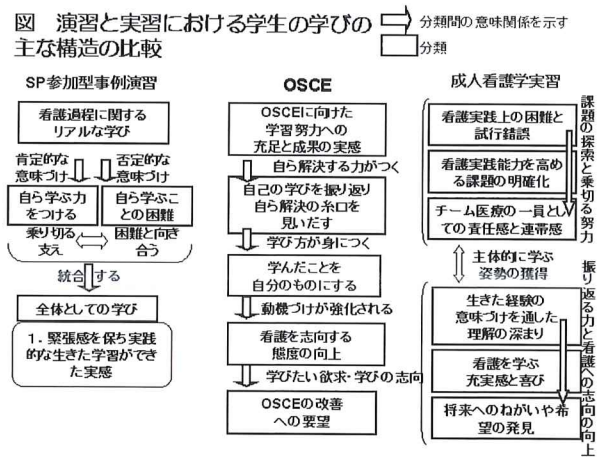 図　演習と実習における学生の学びの
主な構造の比較
分類間の意味関係を示す
分類
SP参加型事例演習
看護過程に関する
リアルな学び
肯定的な
意味づけ
否定的な
意味づけ
自ら学ぶ力
をつける
自ら学ぶこ
との困難
乗り切る
支え
困難と向き
合う
統合する
全体としての学び
1．緊張感を保ち実践
的な生きた学習ができ
た実感
OSCE
OSCEに向けた
学習努力への
充足と成果の実感
自ら解決する力がつく
自己の学びを振り返り
自ら解決の糸口を
見いだす
学び方が身につく
学んだことを
自分のものにする
動機づけが強化される
看護を志向する
態度の向上
学びたい欲求・学びの志向
OSCEの改善
への要望
成人看護学実習
看護実践上の困難と
試行錯誤
看護実践能力を高め
る課題の明確化
チーム医療の一員とし
ての責任感と連帯感
課題の探索と乗切る努力
主体的に学ぶ
姿勢の獲得
生きた経験の
意味づけを通した
理解の深まり
看護を学ぶ
充実感と喜び
将来へのねがいや希
望の発見
振り返る力と看護への志向の向上